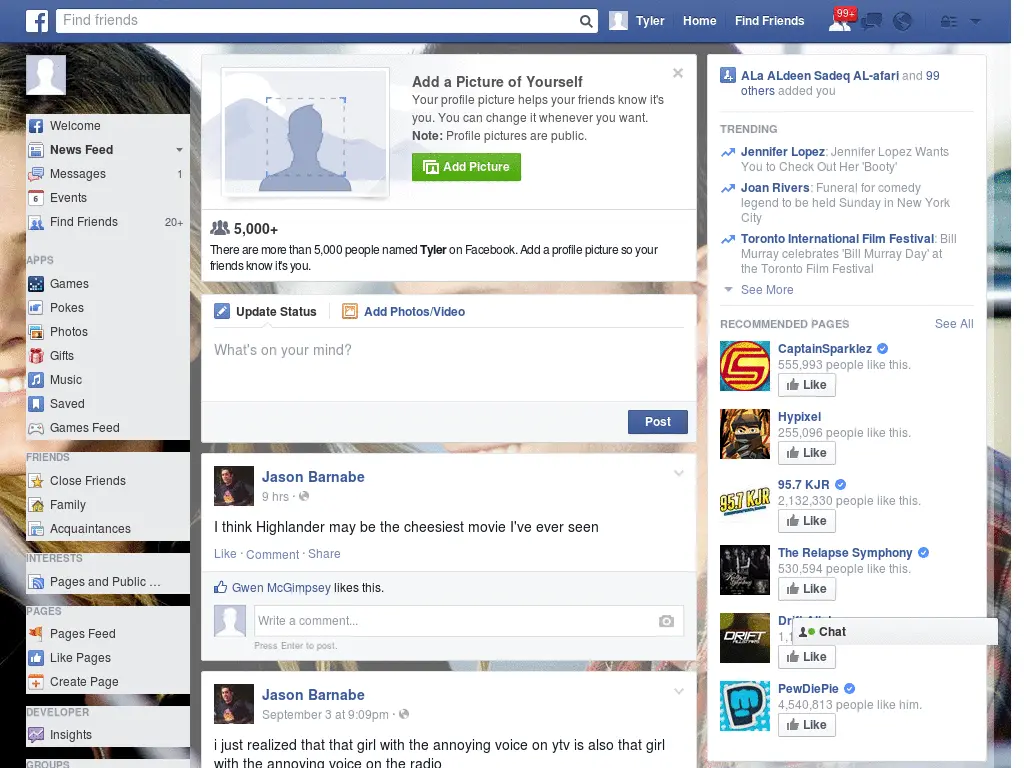 Find friends
Tyler Home Find Friends
99+
Welcome
News Feed
Messages 1
6 Events
Find Friends 20+
APPS
Games
Pokes
Photos
Gifts
Music
Saved
Games Feed
FRIENDS
Close Friends
Family
Acquaintances
INTERESTS
Pages and Public ...
PAGES
Pages Feed
Like Pages
Create Page
DEVELOPER
Insights
GROUPS
Add a Picture of Yourself
Your profile picture helps your friends know it's
you. You can change it whenever you want.
Note: Profile pictures are public.
Add Picture
5,000+
There are more than 5,000 people named Tyler on Facebook. Add a profile picture so your
friends know it's you.
Update Status Add Photos/Video
What's on your mind?
Post
Jason Barnabe
9 hrs ·
I think Highlander may be the cheesiest movie I've ever seen
Like · Comment · Share
Gwen McGimpsey likes this.
Write a comment...
Press Enter to post.
Jason Barnabe
September 3 at 9:09pm ·
i just realized that that girl with the annoying voice on ytv is also that girl
with the annoying voice on the radio
ALa ALdeen Sadeq AL-afari and 99
others added you
TRENDING
Jennifer Lopez: Jennifer Lopez Wants
You to Check Out Her 'Booty'
Joan Rivers: Funeral for comedy
legend to be held Sunday in New York
City
Toronto International Film Festival: Bill
Murray celebrates 'Bill Murray Day' at
the Toronto Film Festival
See More
RECOMMENDED PAGES See All
CaptainSparklez
555,993 people like this.
Like
Hypixel
255,096 people like this.
Like
95.7 KJR
95.7 KJR
2,132,330 people like this.
Like
The Relapse Symphony
530,594 people like this.
Like
DRIFT
Chat
Like
PewDiePie
4,540,813 people like him.
Like